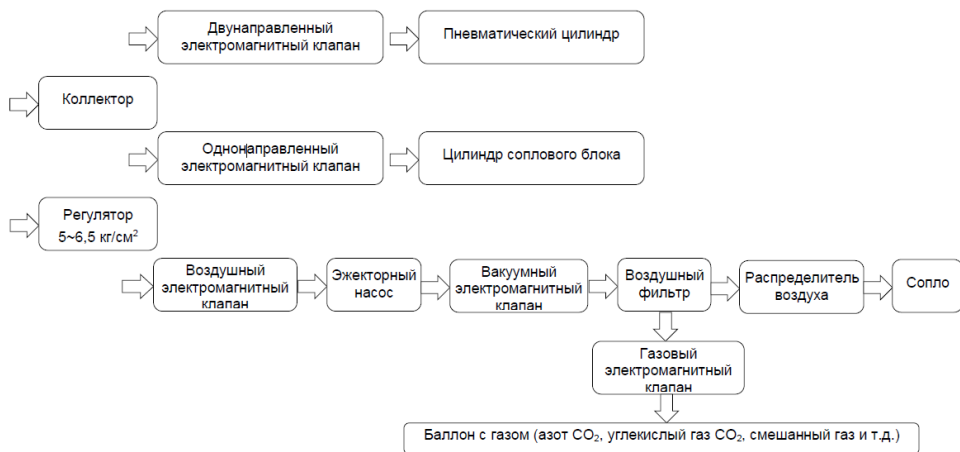 Двунаправленный
электромагнитный клапан
Пневматический цилиндр
Коллектор
Однонаправленный
электромагнитный клапан
Цилиндр соплового блока
Регулятор
5~6,5 кг/см²
Воздушный
электромагнитный
клапан
Эжекторный
насос
Вакуумный
электромагнитный
клапан
Воздушный
фильтр
Распределитель
воздуха
Сопло
Газовый
электромагнитный
клапан
Баллон с газом (азот CO₂, углекислый газ CO₂, смешанный газ и т.д.)